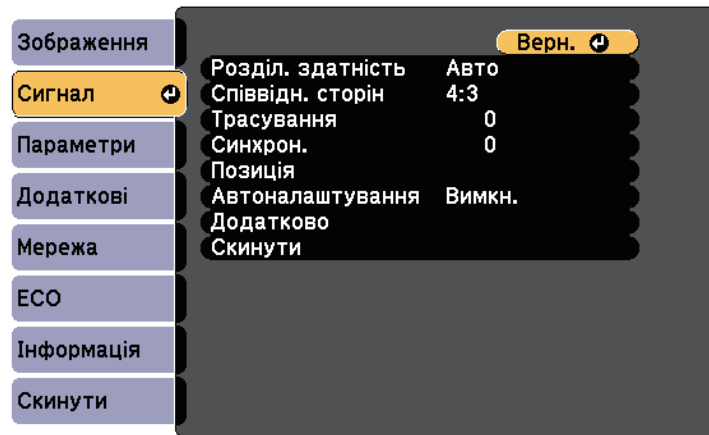 Зображення
Сигнал
Параметри
Додаткові
Мережа
ECO
Інформація
Скинути
Верн.
Розділ. здатність Авто
Співвідн. сторін 4:3
Трасування 0
Синхрон. 0
Позиція
Автоналаштування Вимкн.
Додатково
Скинути